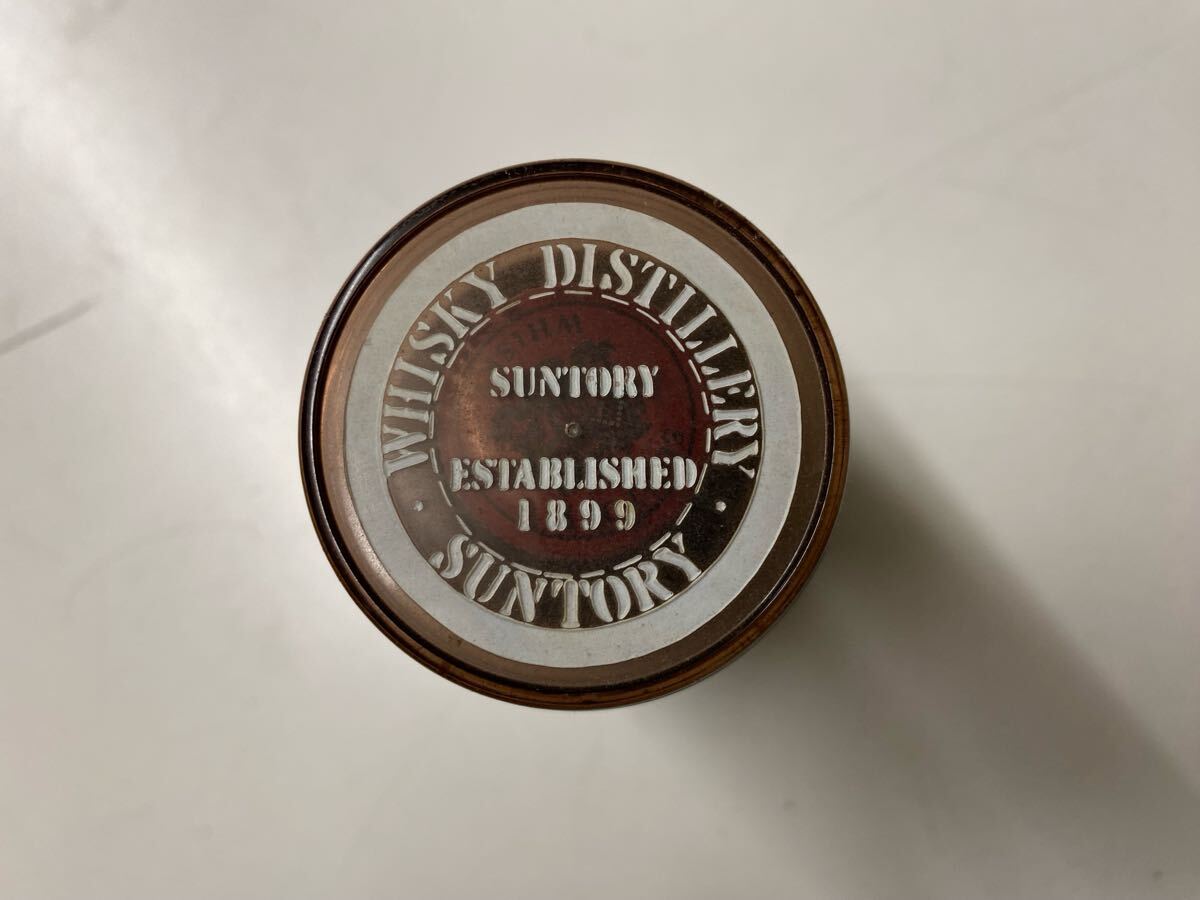 WHISKY DISTILLERY
SUNTORY
ESTABLISHED
1899
SUNTORY